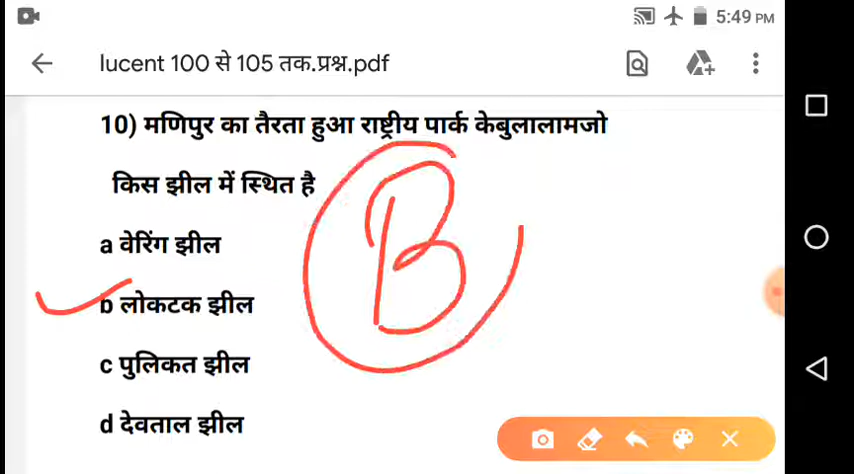 5:49 PM
lucent 100 से 105 तक.प्रश्न.pdf
10) मणिपुर का तैरता हुआ राष्ट्रीय पार्क केबुलालामजो
किस झील में स्थित है
a वेरिंग झील
b लोकटक झील
c पुलिकत झील
d देवताल झील
B